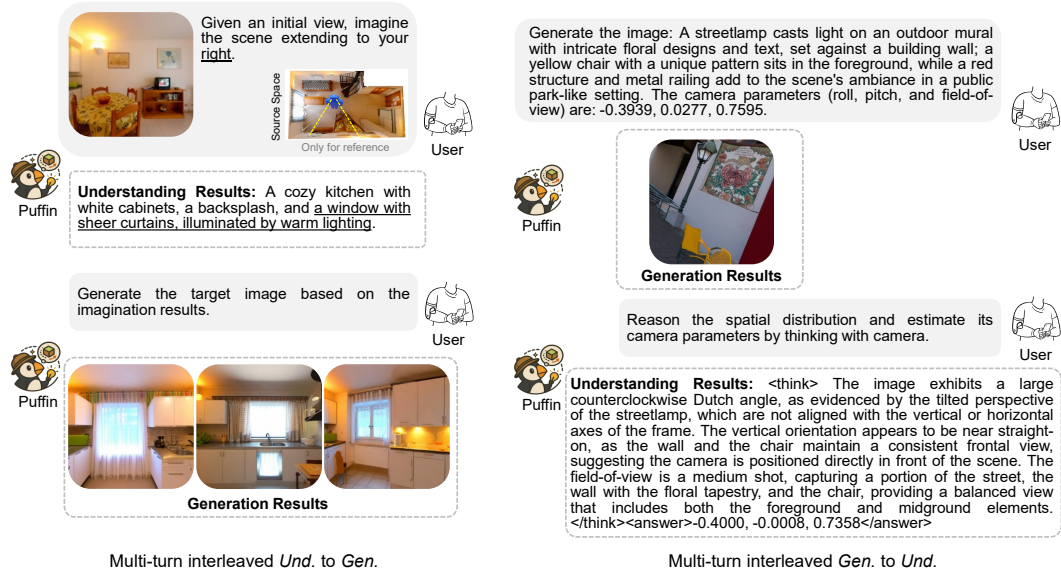 Given an initial view, imagine
the scene extending to your
right.
Source Space
Only for reference
User
Puffin
Understanding Results: A cozy kitchen with
white cabinets, a backsplash, and a window with
sheer curtains, illuminated by warm lighting.
Generate the target image based on the
imagination results.
User
Puffin
Generation Results
Multi-turn interleaved Und. to Gen.
Generate the image: A streetlamp casts light on an outdoor mural
with intricate floral designs and text, set against a building wall; a
yellow chair with a unique pattern sits in the foreground, while a red
structure and metal railing add to the scene's ambiance in a public
park-like setting. The camera parameters (roll, pitch, and field-of-
view) are: -0.3939, 0.0277, 0.7595.
User
Puffin
Generation Results
Reason the spatial distribution and estimate its
camera parameters by thinking with camera.
User
Puffin
Understanding Results: <think> The image exhibits a large
counterclockwise Dutch angle, as evidenced by the tilted perspective
of the streetlamp, which are not aligned with the vertical or horizontal
axes of the frame. The vertical orientation appears to be near straight-
on, as the wall and the chair maintain a consistent frontal view,
suggesting the camera is positioned directly in front of the scene. The
field-of-view is a medium shot, capturing a portion of the street, the
wall with the floral tapestry, and the chair, providing a balanced view
that includes both the foreground and midground elements.
</think><answer>-0.4000, -0.0008, 0.7358</answer>
Multi-turn interleaved Gen. to Und.